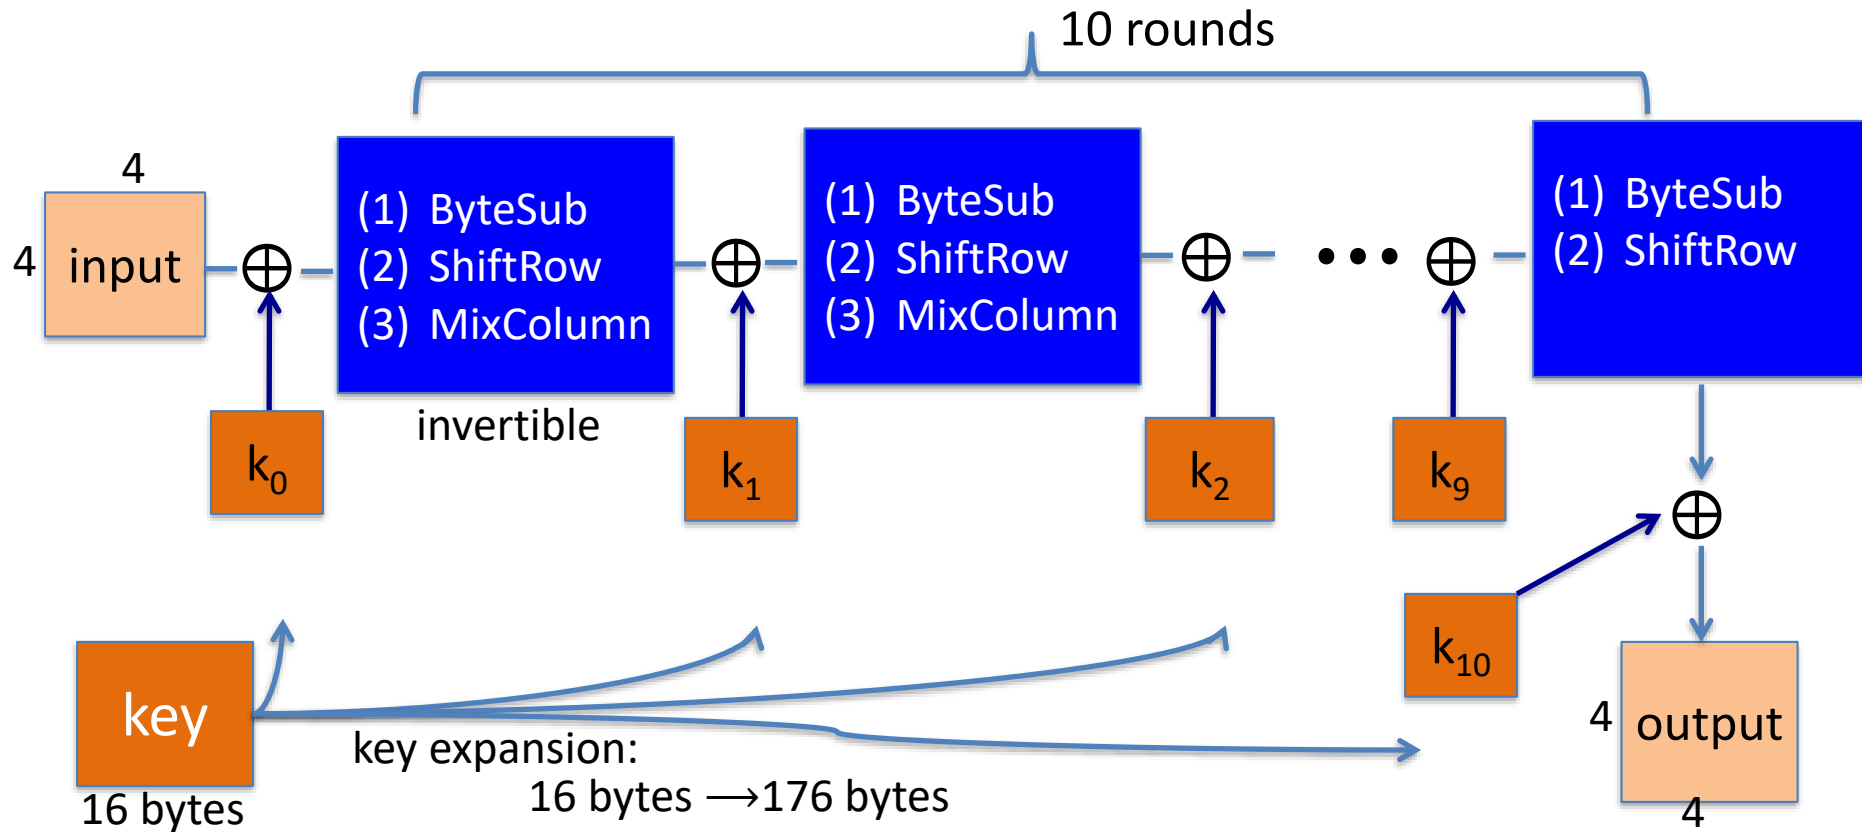 10 rounds
4
4
input
(1) ByteSub
(2) ShiftRow
(3) MixColumn
invertible
(1) ByteSub
(2) ShiftRow
(3) MixColumn
(1) ByteSub
(2) ShiftRow
k₀
k₁
k₂
k₉
k₁₀
key
16 bytes
key expansion:
16 bytes ⟶176 bytes
4
output
4